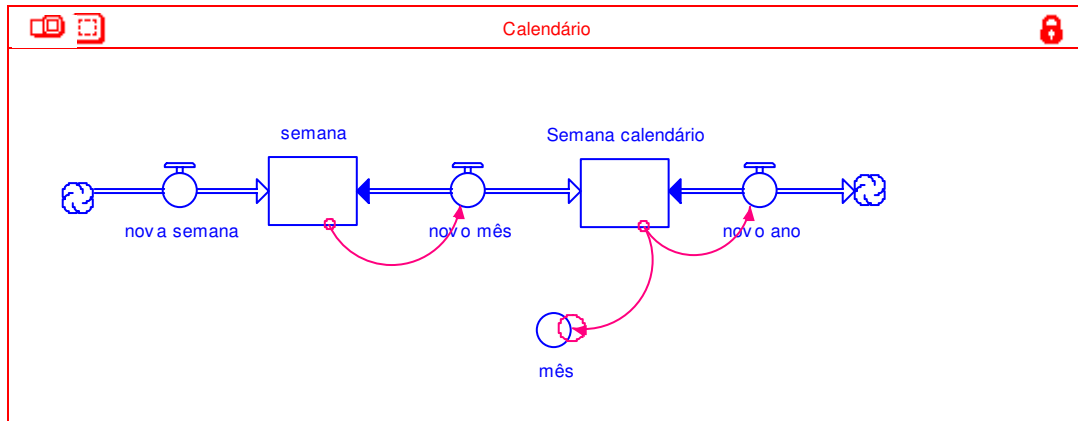 Calendário
semana
Semana calendário
nova semana
novo mês
novo ano
mês